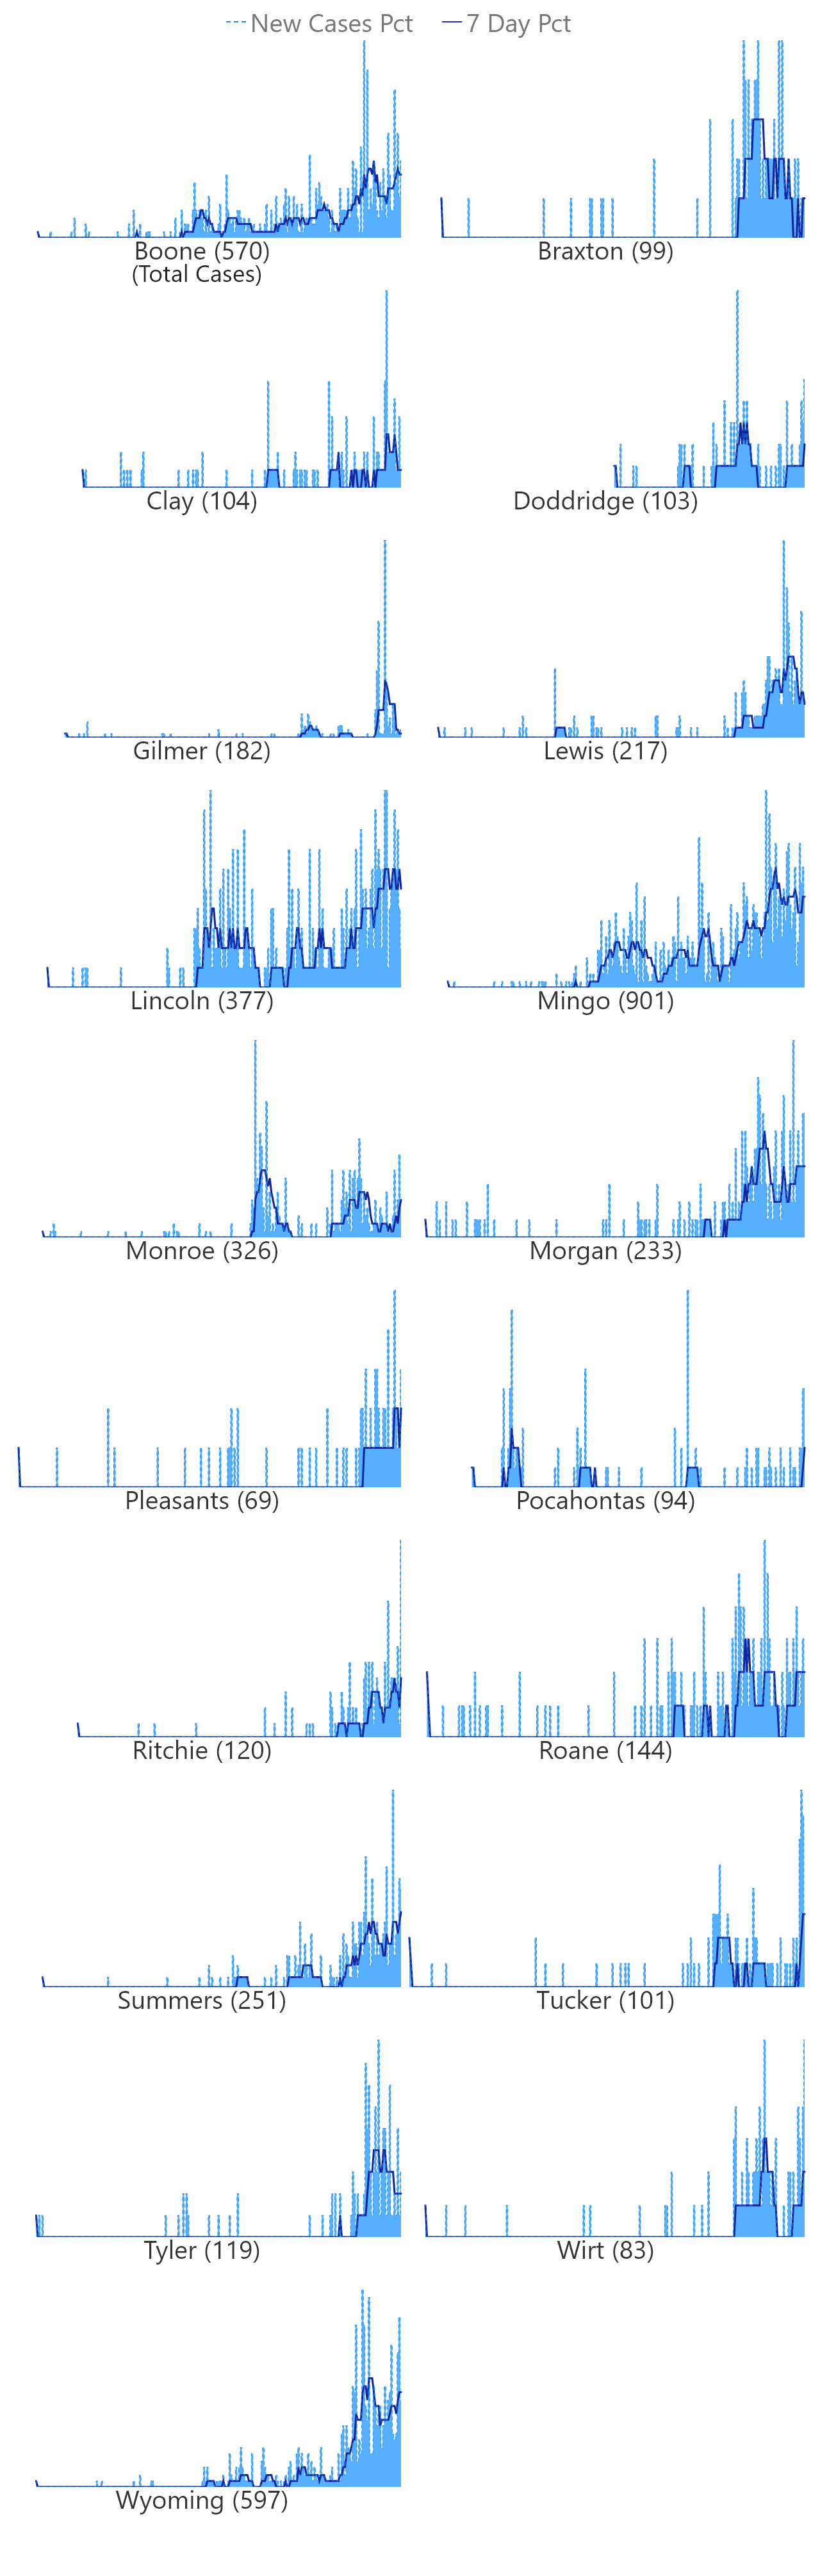 New Cases Pct 7 Day Pct
Boone (570) Braxton (99)
(Total Cases)
Clay (104) Doddridge (103)
Gilmer (182) Lewis (217)
Lincoln (377) Mingo (901)
Monroe (326) Morgan (233)
Pleasants (69) Pocahontas (94)
Ritchie (120) Roane (144)
Summers (251) Tucker (101)
Tyler (119) Wirt (83)
Wyoming (597)